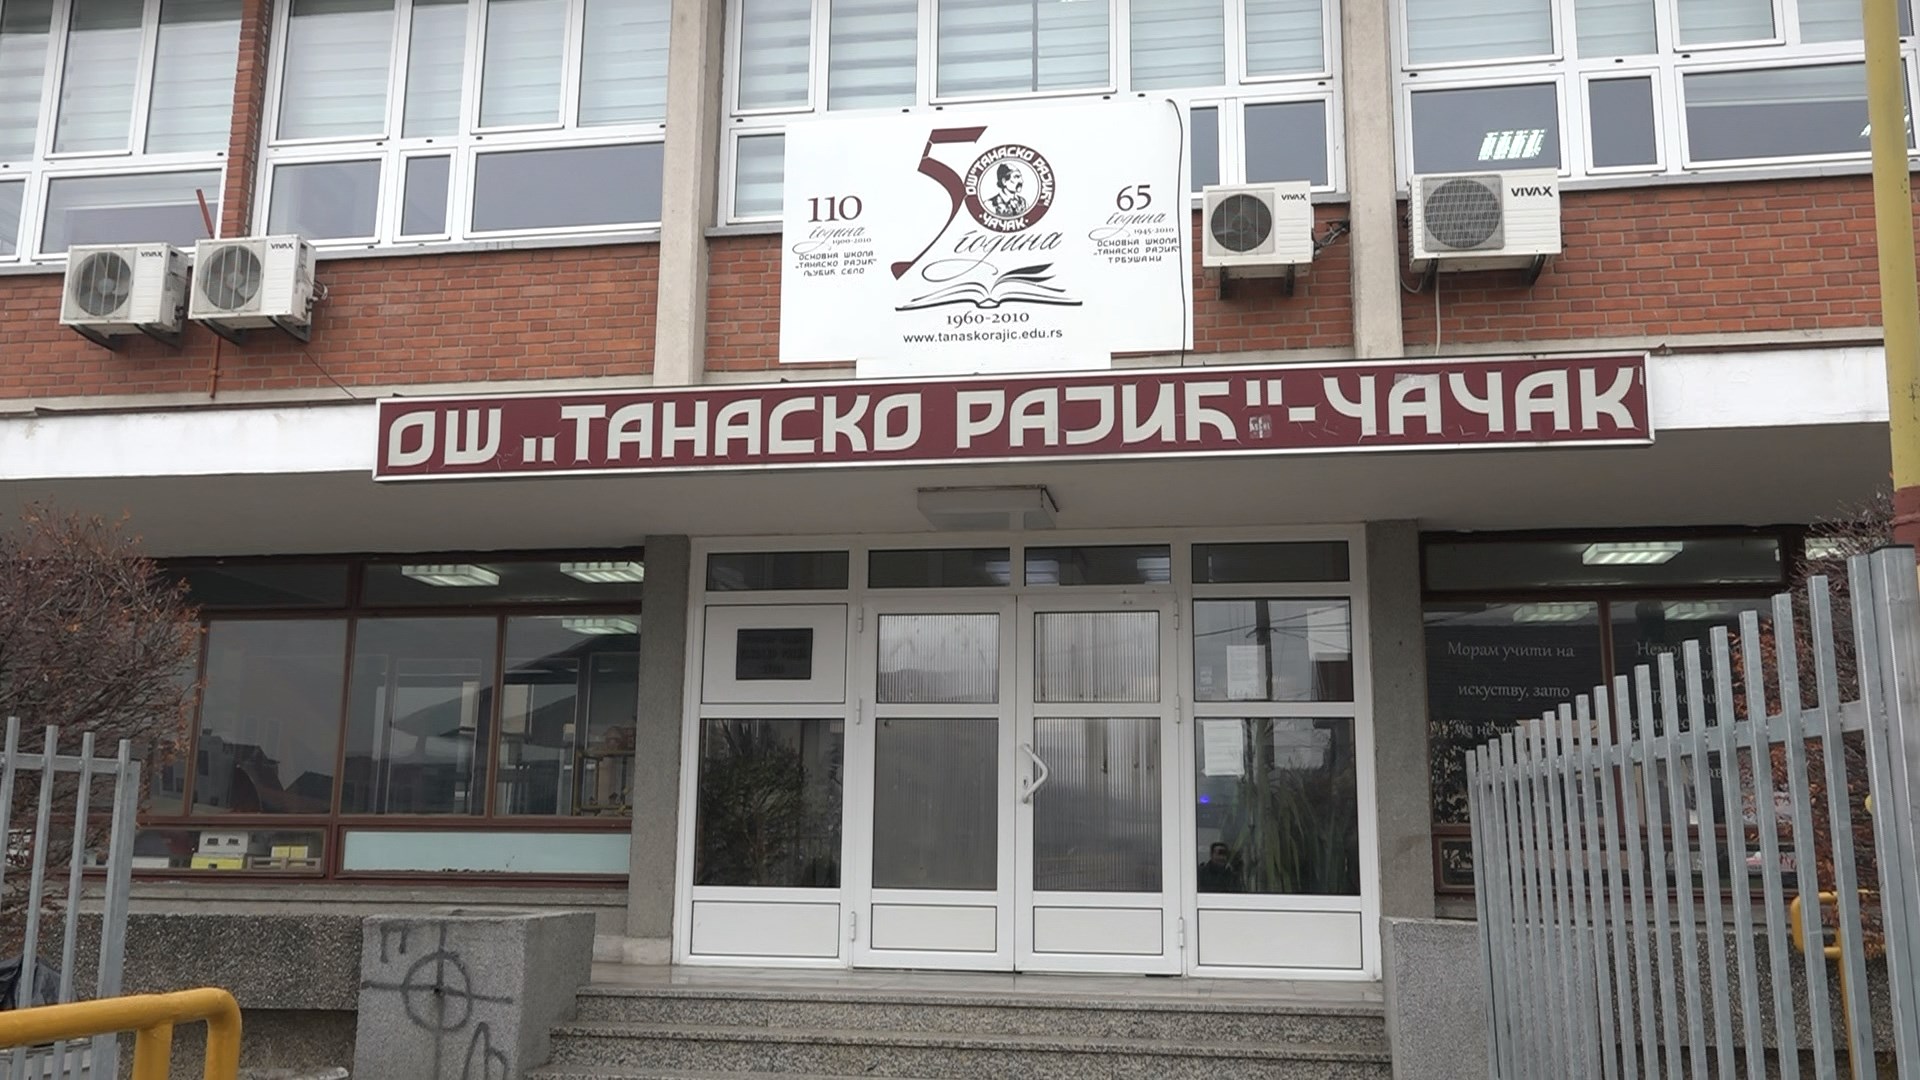 VIVAX
VIVAX
110
година
1900-2010
ОСНОВНА ШКОЛА
"ТАНАСКО РАЈИЋ"
ЉУБИЋ СЕЛО
50
ОШ"ТАНАСКО РАЈИЋ"
·ЧАЧАК·
година
1960-2010
www.tanaskorajic.edu.rs
65
година
1945-2010
ОСНОВНА ШКОЛА
"ТАНАСКО РАЈИЋ"
ТРБУШАНИ
VIVAX
VIVAX
ОШ „ТАНАСКО РАЈИЋ"-ЧАЧАК
Морам учити на
искуству, зато